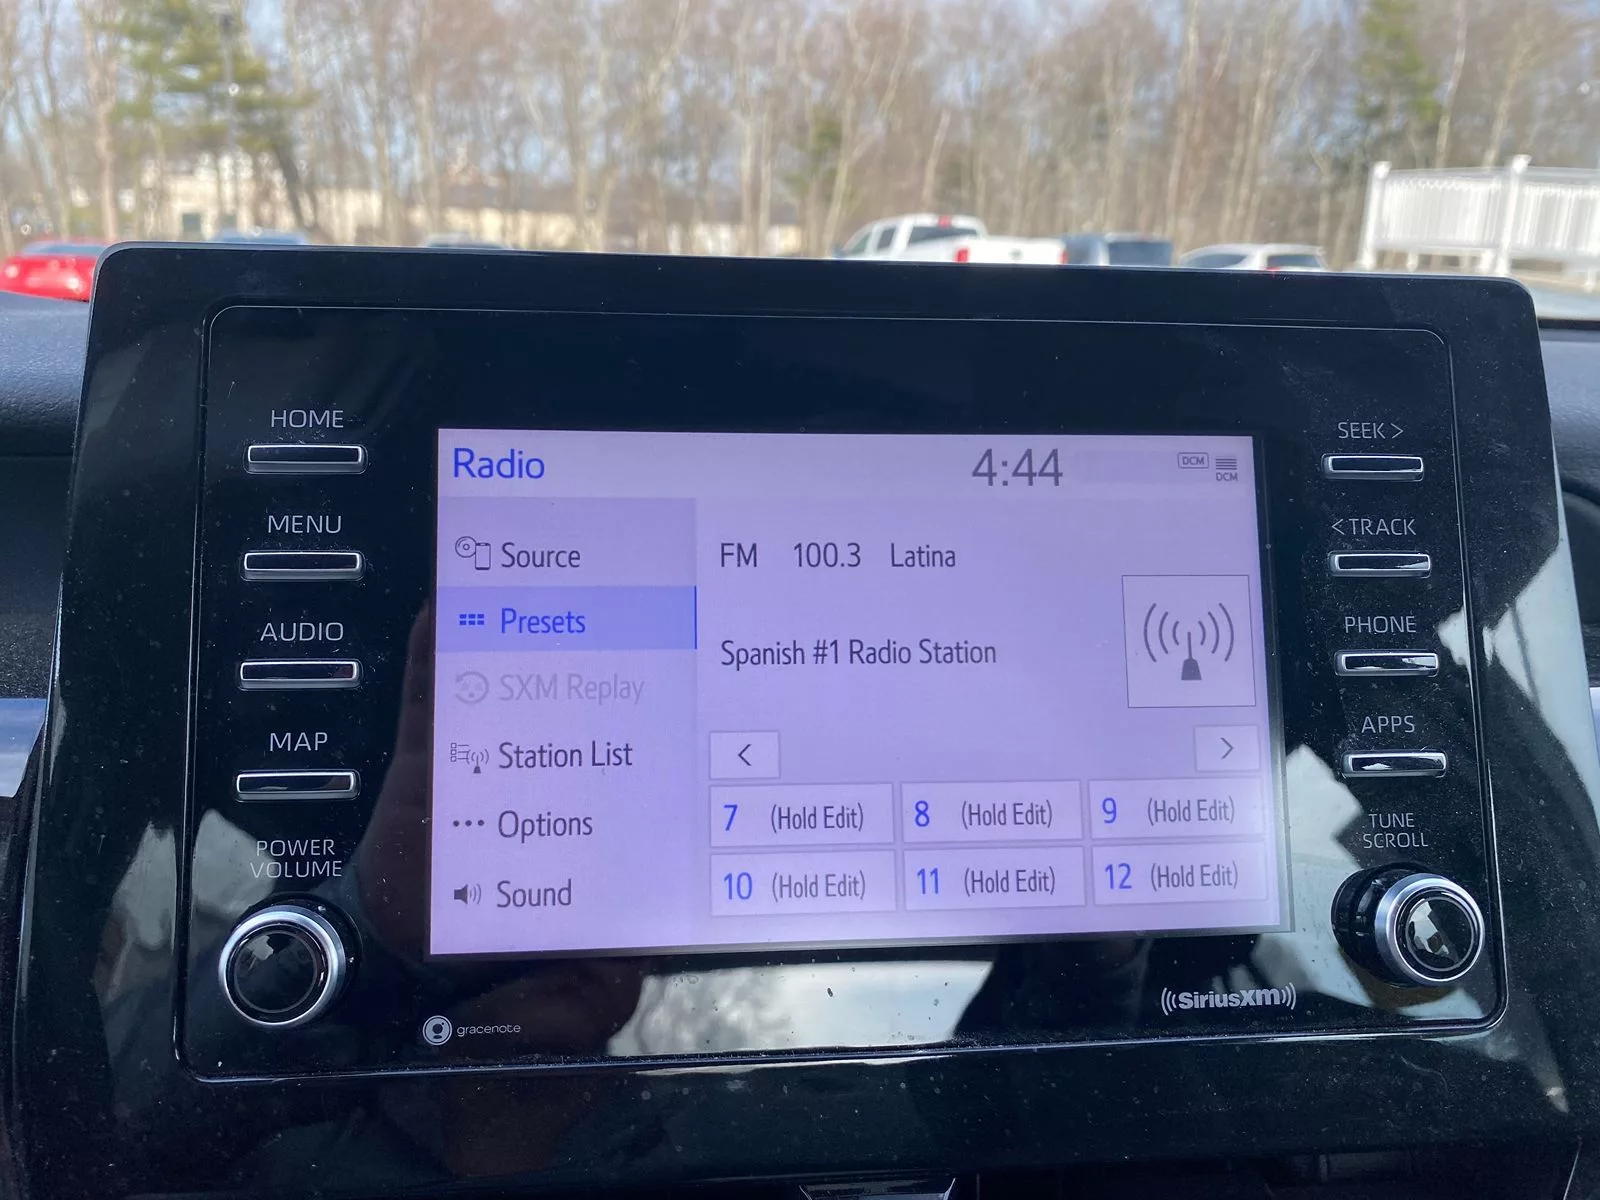 HOME
MENU
AUDIO
MAP
POWER
VOLUME
Radio
4:44
DCM
DCM
Source
Presets
SXM Replay
Station List
Options
Sound
FM 100.3 Latina
Spanish #1 Radio Station
< >
7 (Hold Edit) 8 (Hold Edit) 9 (Hold Edit)
10 (Hold Edit) 11 (Hold Edit) 12 (Hold Edit)
SEEK >
< TRACK
PHONE
APPS
TUNE
SCROLL
gracenote
((SiriusXM))